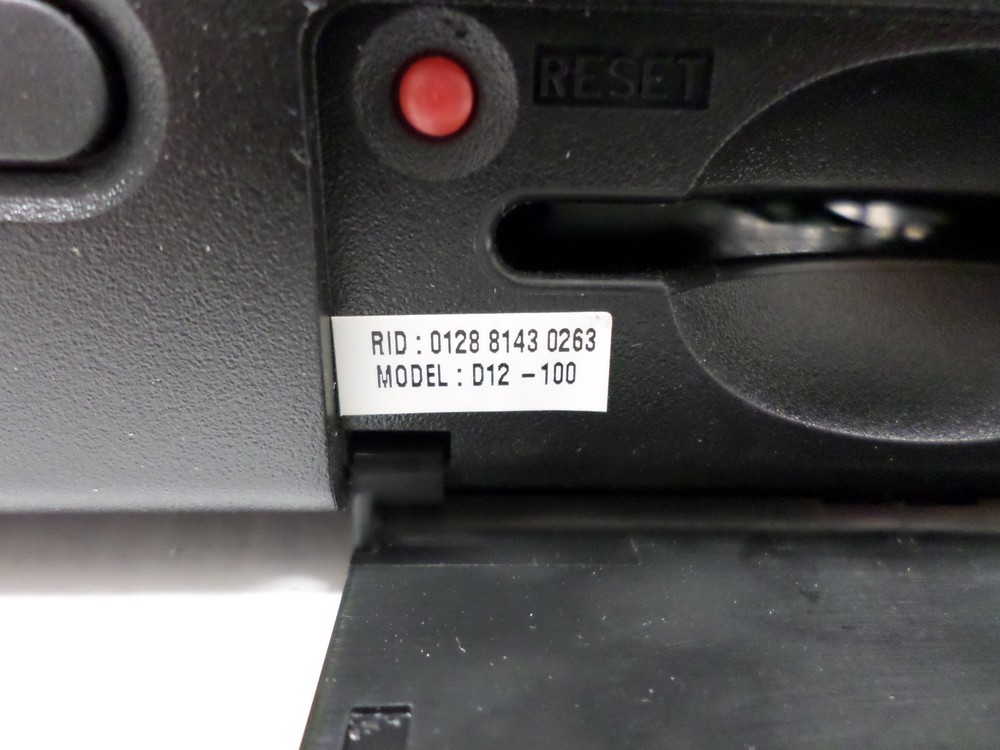 RESET
RID : 0128 8143 0263
MODEL : D12 -100